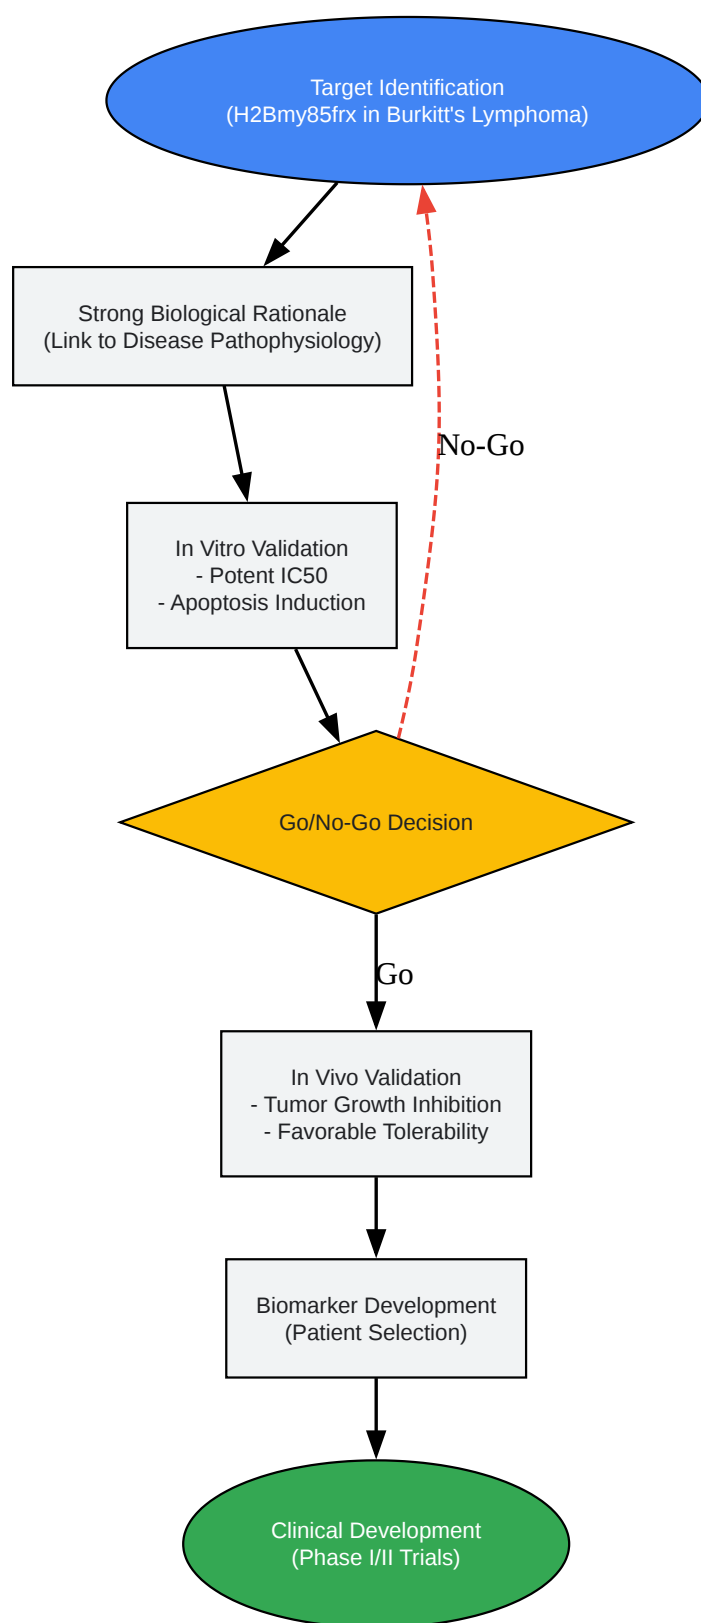 Target Identification
(H2Bmy85frx in Burkitt's Lymphoma)
Strong Biological Rationale
(Link to Disease Pathophysiology)
No-Go
In Vitro Validation
- Potent IC50
- Apoptosis Induction
Go/No-Go Decision
Go
In Vivo Validation
- Tumor Growth Inhibition
- Favorable Tolerability
Biomarker Development
(Patient Selection)
Clinical Development
(Phase I/II Trials)